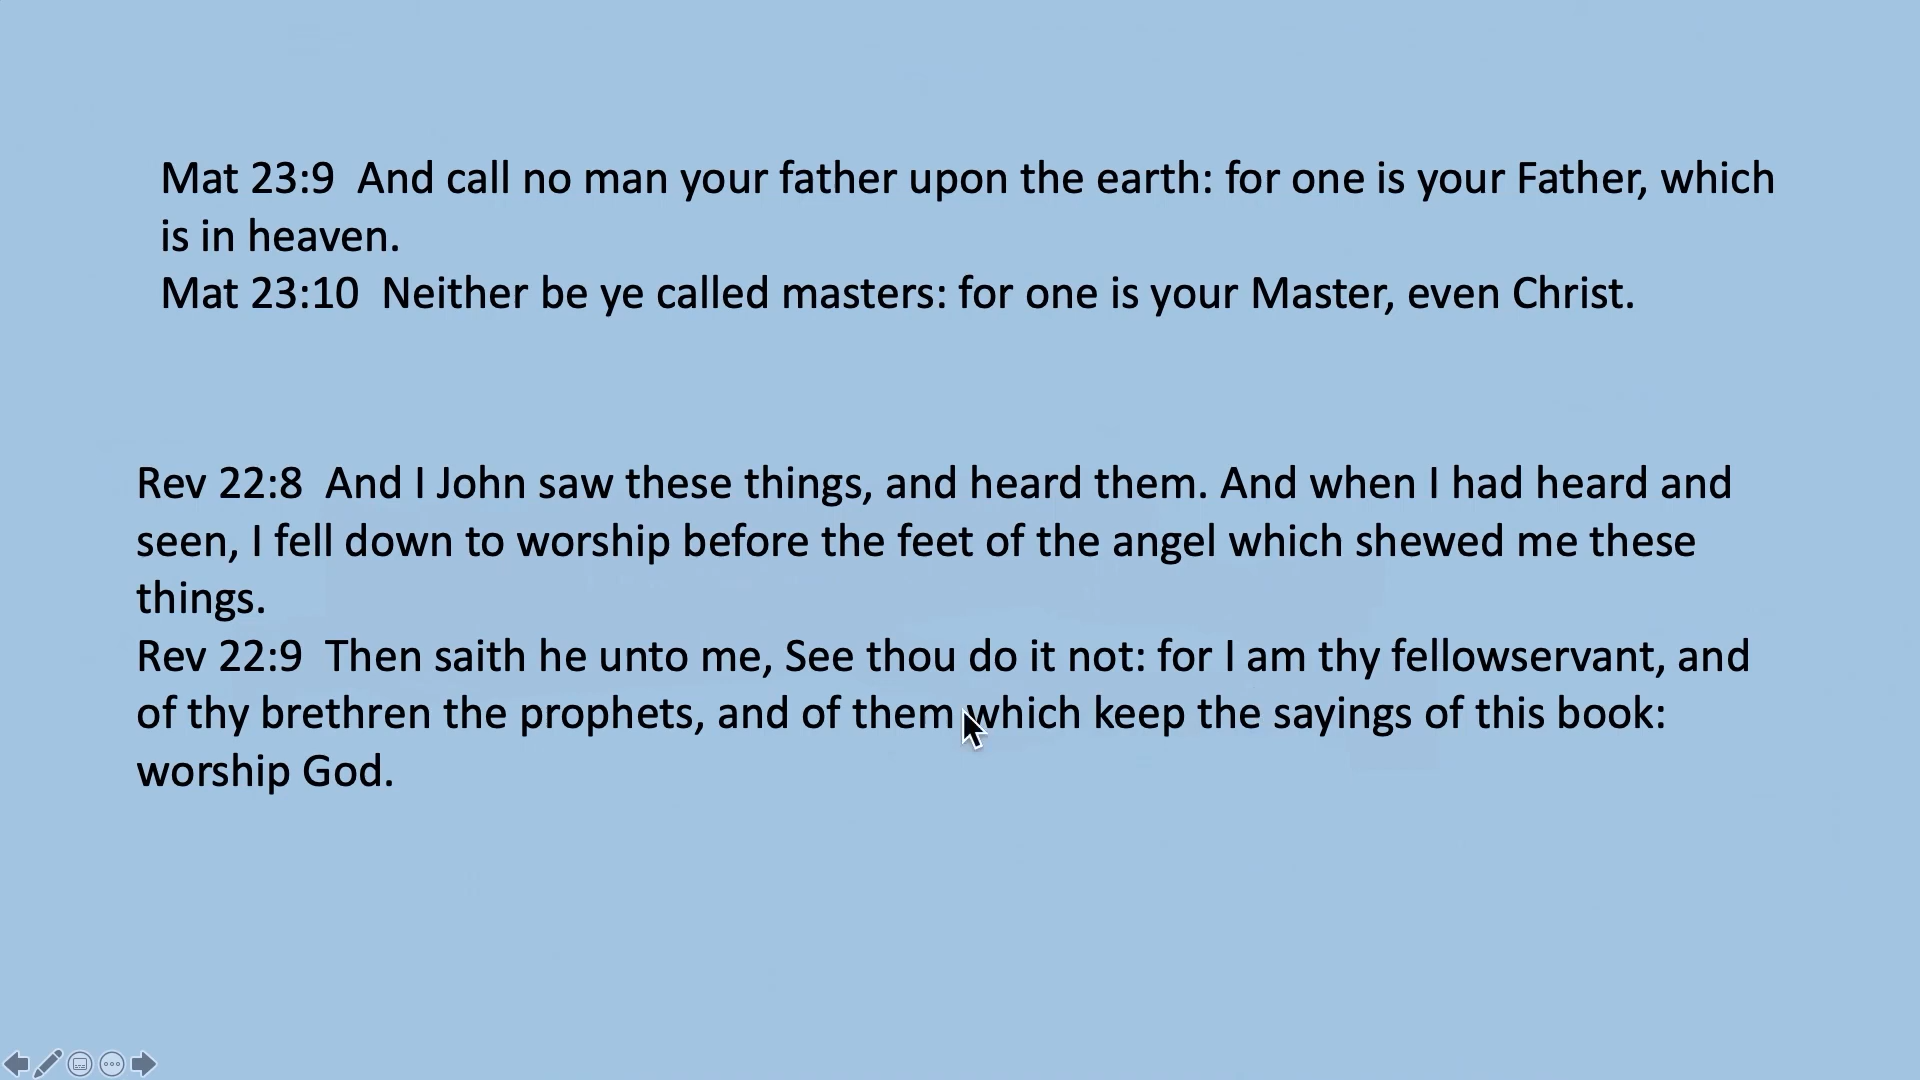 Mat 23:9  And call no man your father upon the earth: for one is your Father, which
is in heaven.
Mat 23:10  Neither be ye called masters: for one is your Master, even Christ.
Rev 22:8  And I John saw these things, and heard them. And when I had heard and
seen, I fell down to worship before the feet of the angel which shewed me these
things.
Rev 22:9  Then saith he unto me, See thou do it not: for I am thy fellowservant, and
of thy brethren the prophets, and of them which keep the sayings of this book:
worship God.